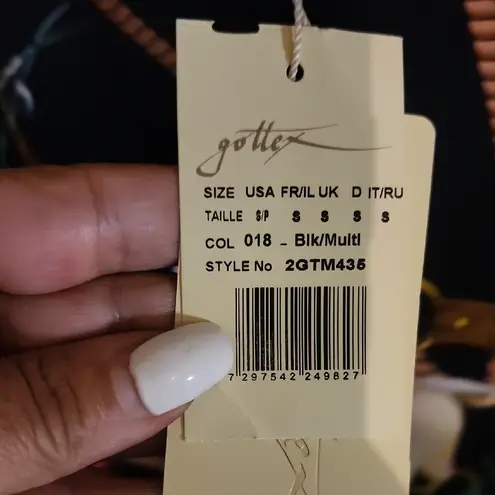 gottex
SIZE USA FR/IL UK D IT/RU
TAILLE S/P S S S S
COL 018 - Blk/Multi
STYLE No 2GTM435
7 297542 249827